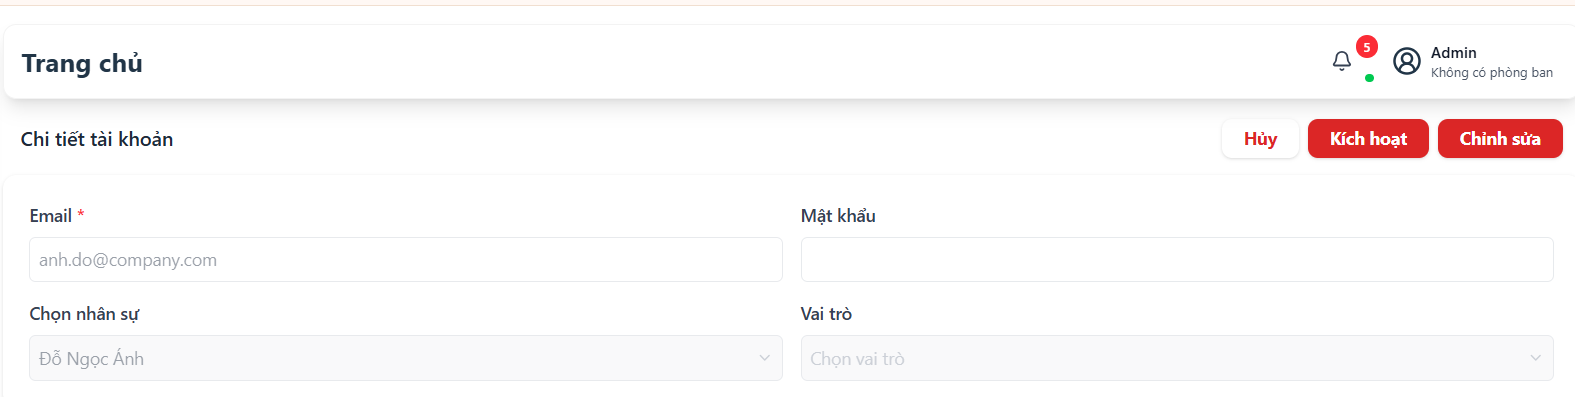 Trang chủ
5
Admin
Không có phòng ban
Chi tiết tài khoản
Hủy
Kích hoạt
Chỉnh sửa
Email *
Mật khẩu
anh.do@company.com
Chọn nhân sự
Vai trò
Đỗ Ngọc Ánh
Chọn vai trò